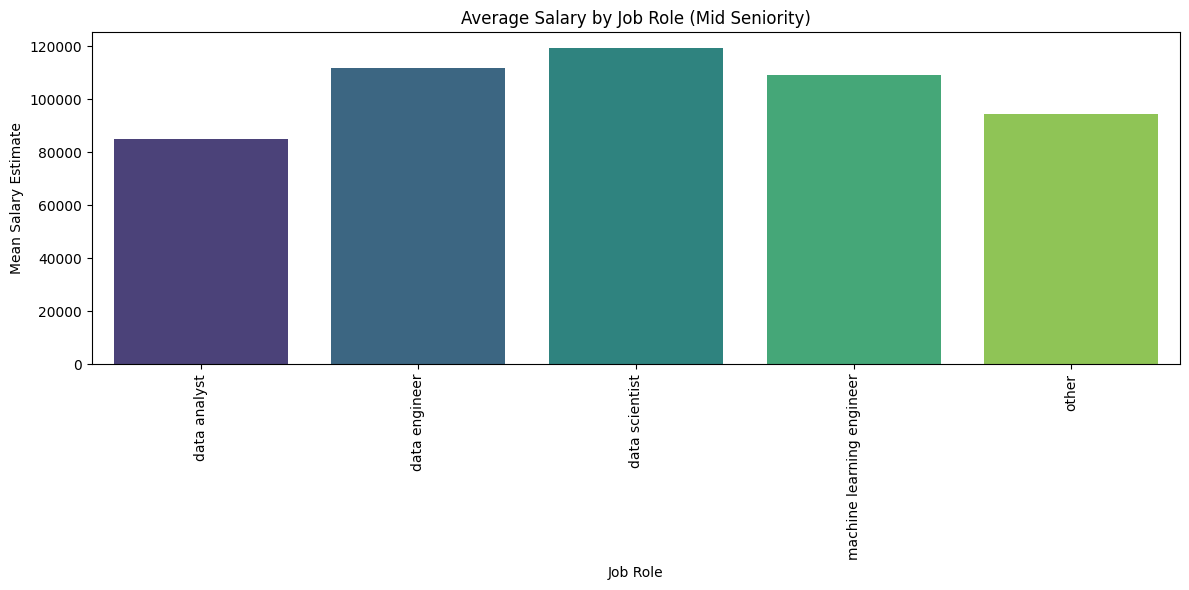 Average Salary by Job Role (Mid Seniority)
Mean Salary Estimate
120000
100000
80000
60000
40000
20000
0
data analyst
data engineer
data scientist
machine learning engineer
other
Job Role